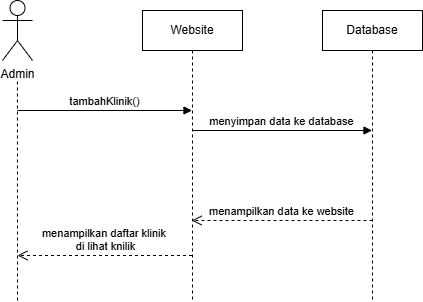 Website
Database
Admin
tambahKlinik()
menyimpan data ke database
menampilkan data ke website
menampilkan daftar klinik
di lihat knilik